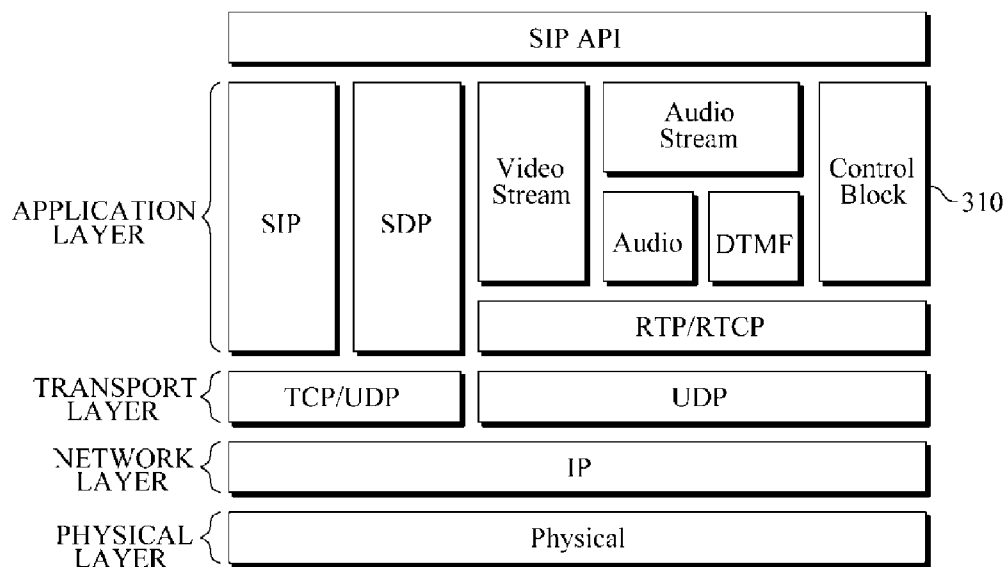 SIP API
APPLICATION
LAYER
SIP
SDP
Video
Stream
Audio
Stream
Audio
DTMF
Control
Block
310
RTP/RTCP
TRANSPORT
LAYER
TCP/UDP
UDP
NETWORK
LAYER
IP
PHYSICAL
LAYER
Physical